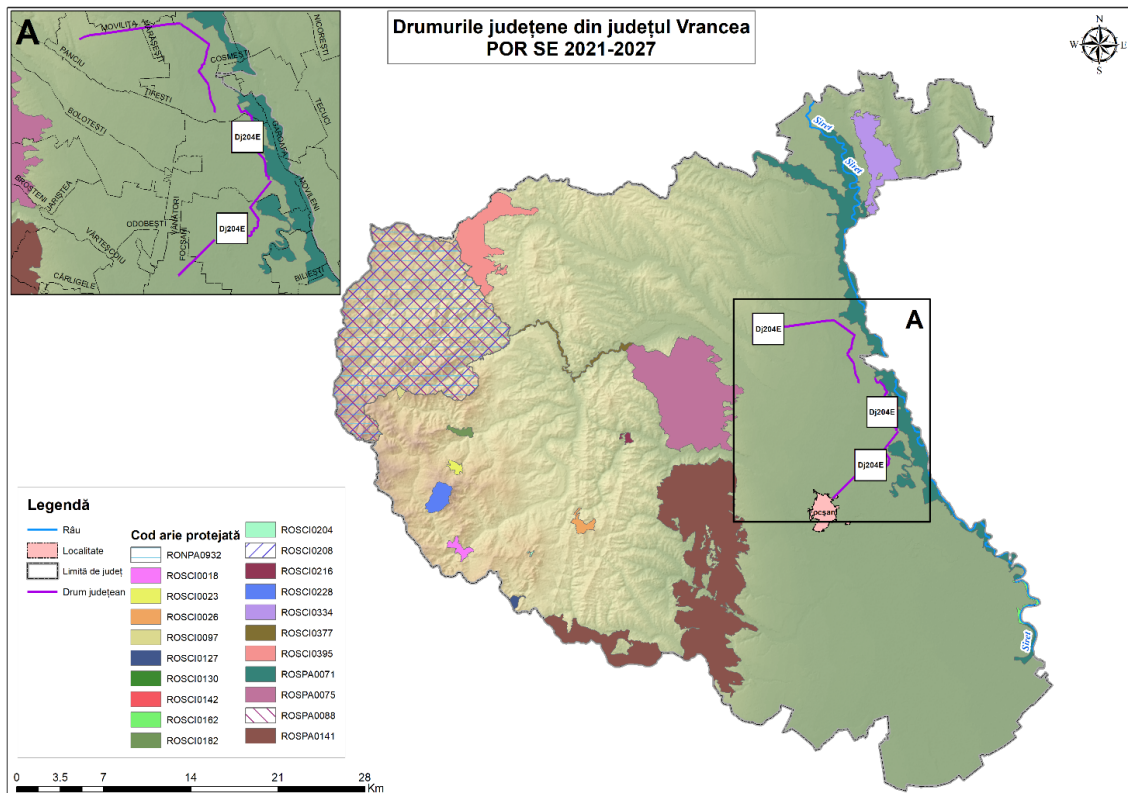 Drumurile județene din județul Vrancea
POR SE 2021-2027
N
W
E
S
A
MOVILIȚA
MĂRĂȘEȘTI
NICOREȘTI
COSMEȘTI
PANCIU
ȚIFEȘTI
TECUCI
BOLOTEȘTI
Dj204E
GAROAFA
MOVILENI
BROȘTENI
JARIȘTEA
Dj204E
ODOBEȘTI
VÂNĂTORI
FOCȘANI
VÂRTEȘCOIU
CÂRLIGELE
BILIEȘTI
Siret
Siret
A
Dj204E
Dj204E
Dj204E
Siret
Legendă
Râu
Localitate
Limită de județ
Drum județean
Cod arie protejată
RONPA0932
ROSCI0018
ROSCI0023
ROSCI0026
ROSCI0097
ROSCI0127
ROSCI0130
ROSCI0142
ROSCI0162
ROSCI0182
ROSCI0204
ROSCI0208
ROSCI0216
ROSCI0228
ROSCI0334
ROSCI0377
ROSCI0395
ROSPA0071
ROSPA0075
ROSPA0088
ROSPA0141
0 3.5 7 14 21 28
Km